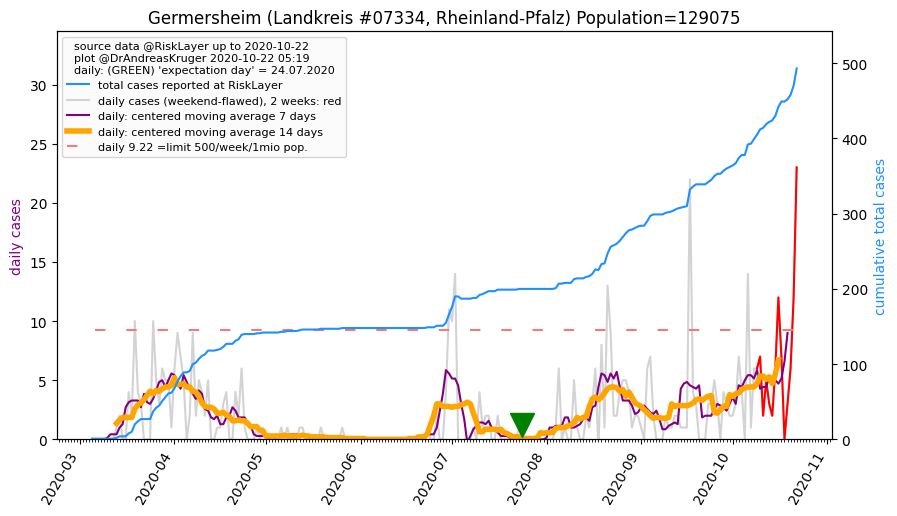 Germersheim (Landkreis #07334, Rheinland-Pfalz) Population=129075
source data @RiskLayer up to 2020-10-22
plot @DrAndreasKruger 2020-10-22 05:19
daily: (GREEN) 'expectation day' = 24.07.2020
total cases reported at RiskLayer
daily cases (weekend-flawed), 2 weeks: red
daily: centered moving average 7 days
daily: centered moving average 14 days
daily 9.22 =limit 500/week/1mio pop.
daily cases
30
25
20
15
10
5
0
cumulative total cases
500
400
300
200
100
0
2020-03
2020-04
2020-05
2020-06
2020-07
2020-08
2020-09
2020-10
2020-11